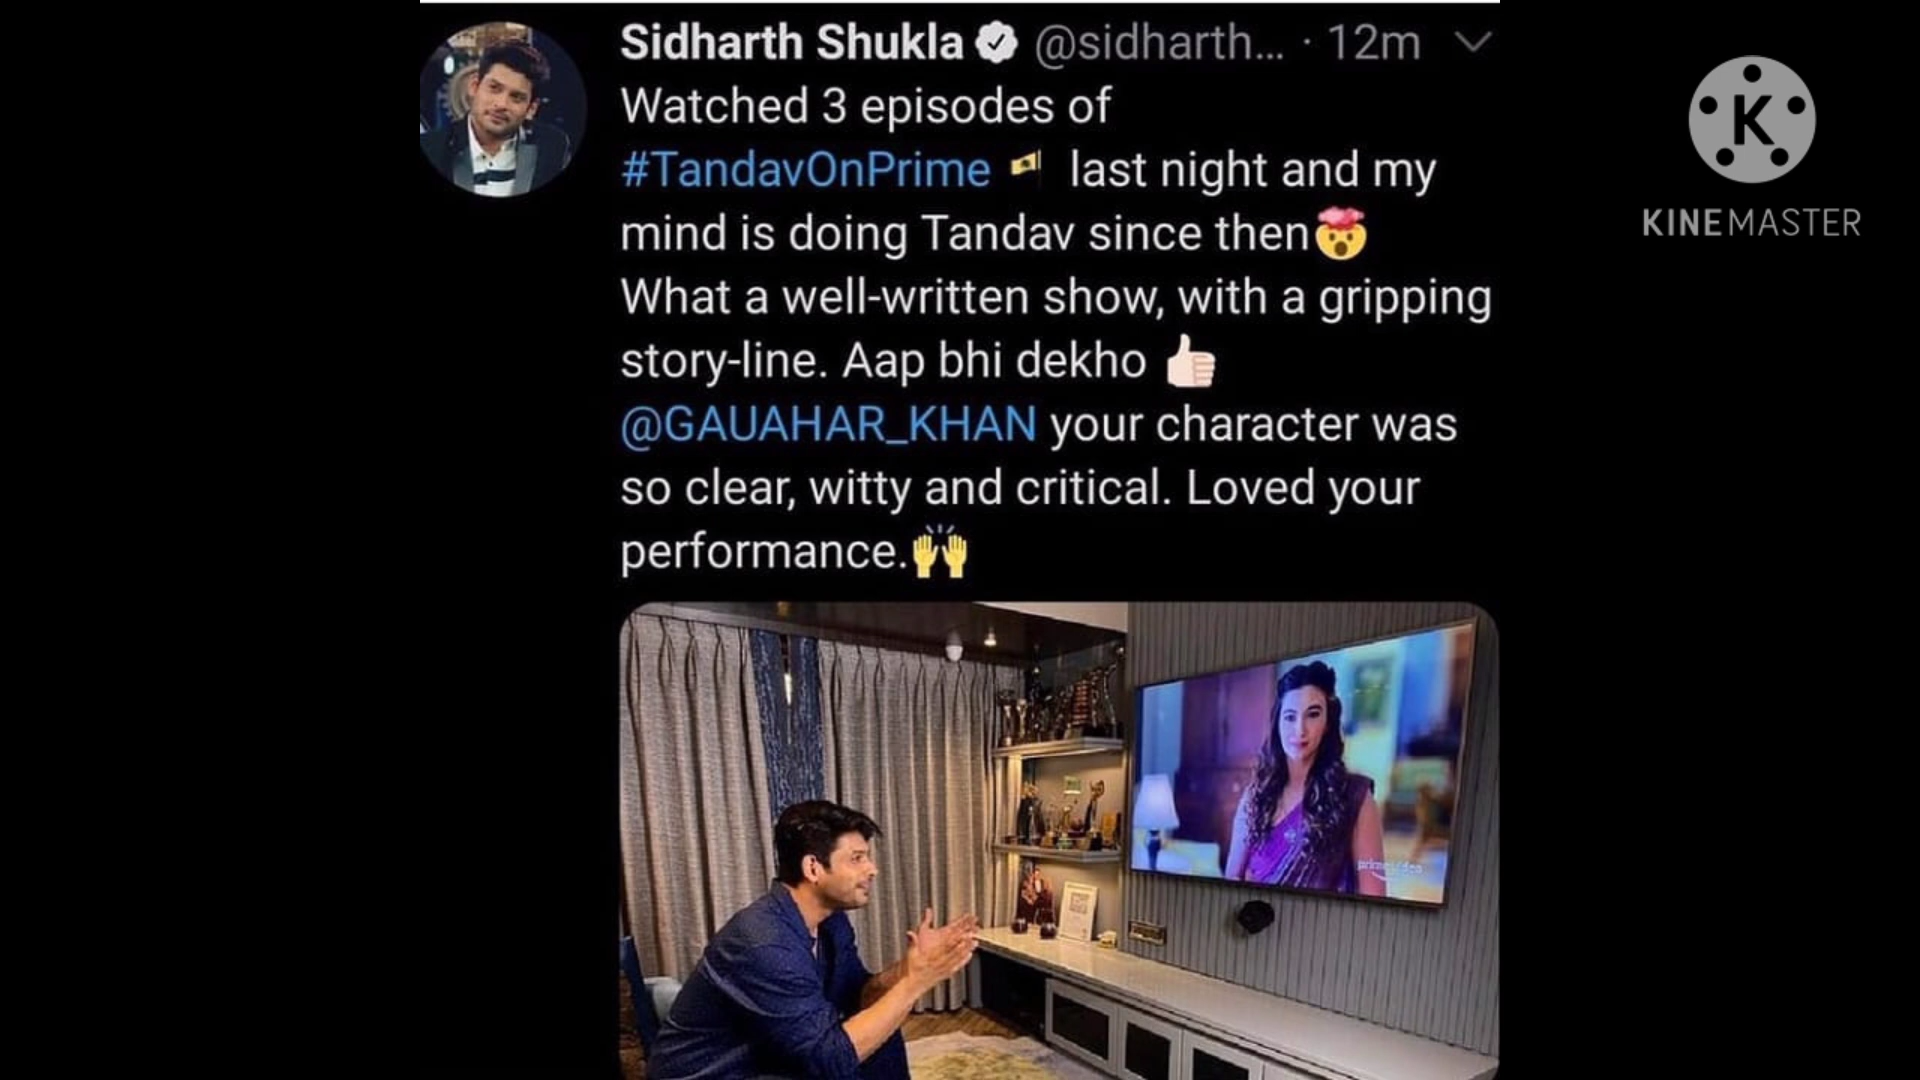 Sidharth Shukla @sidharth... · 12m
Watched 3 episodes of
#TandavOnPrime last night and my
mind is doing Tandav since then🤯
What a well-written show, with a gripping
story-line. Aap bhi dekho 👍🏻
@GAUAHAR_KHAN your character was
so clear, witty and critical. Loved your
performance.🙌
prime video
K
KINEMASTER